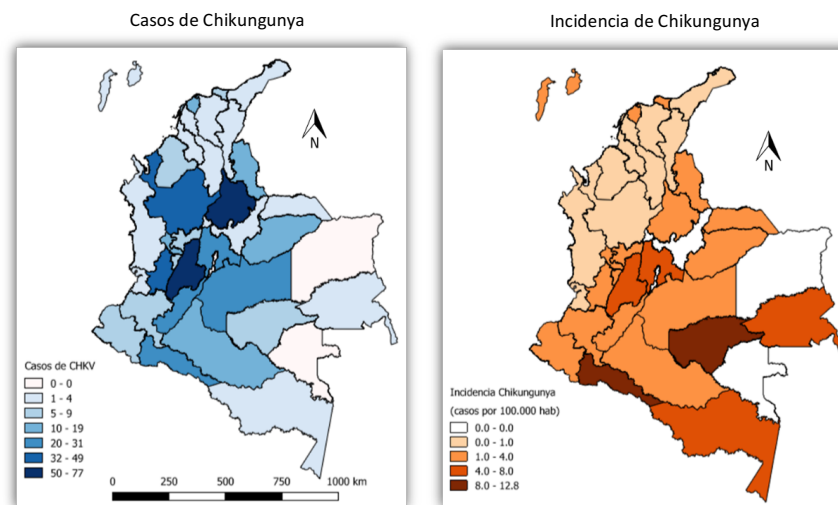 Casos de Chikungunya
Incidencia de Chikungunya
N
N
Casos de CHKV
0 - 0
1 - 4
5 - 9
10 - 19
20 - 31
32 - 49
50 - 77
0 250 500 750 1000 km
Incidencia Chikungunya
(casos por 100.000 hab)
0.0 - 0.0
0.0 - 1.0
1.0 - 4.0
4.0 - 8.0
8.0 - 12.8